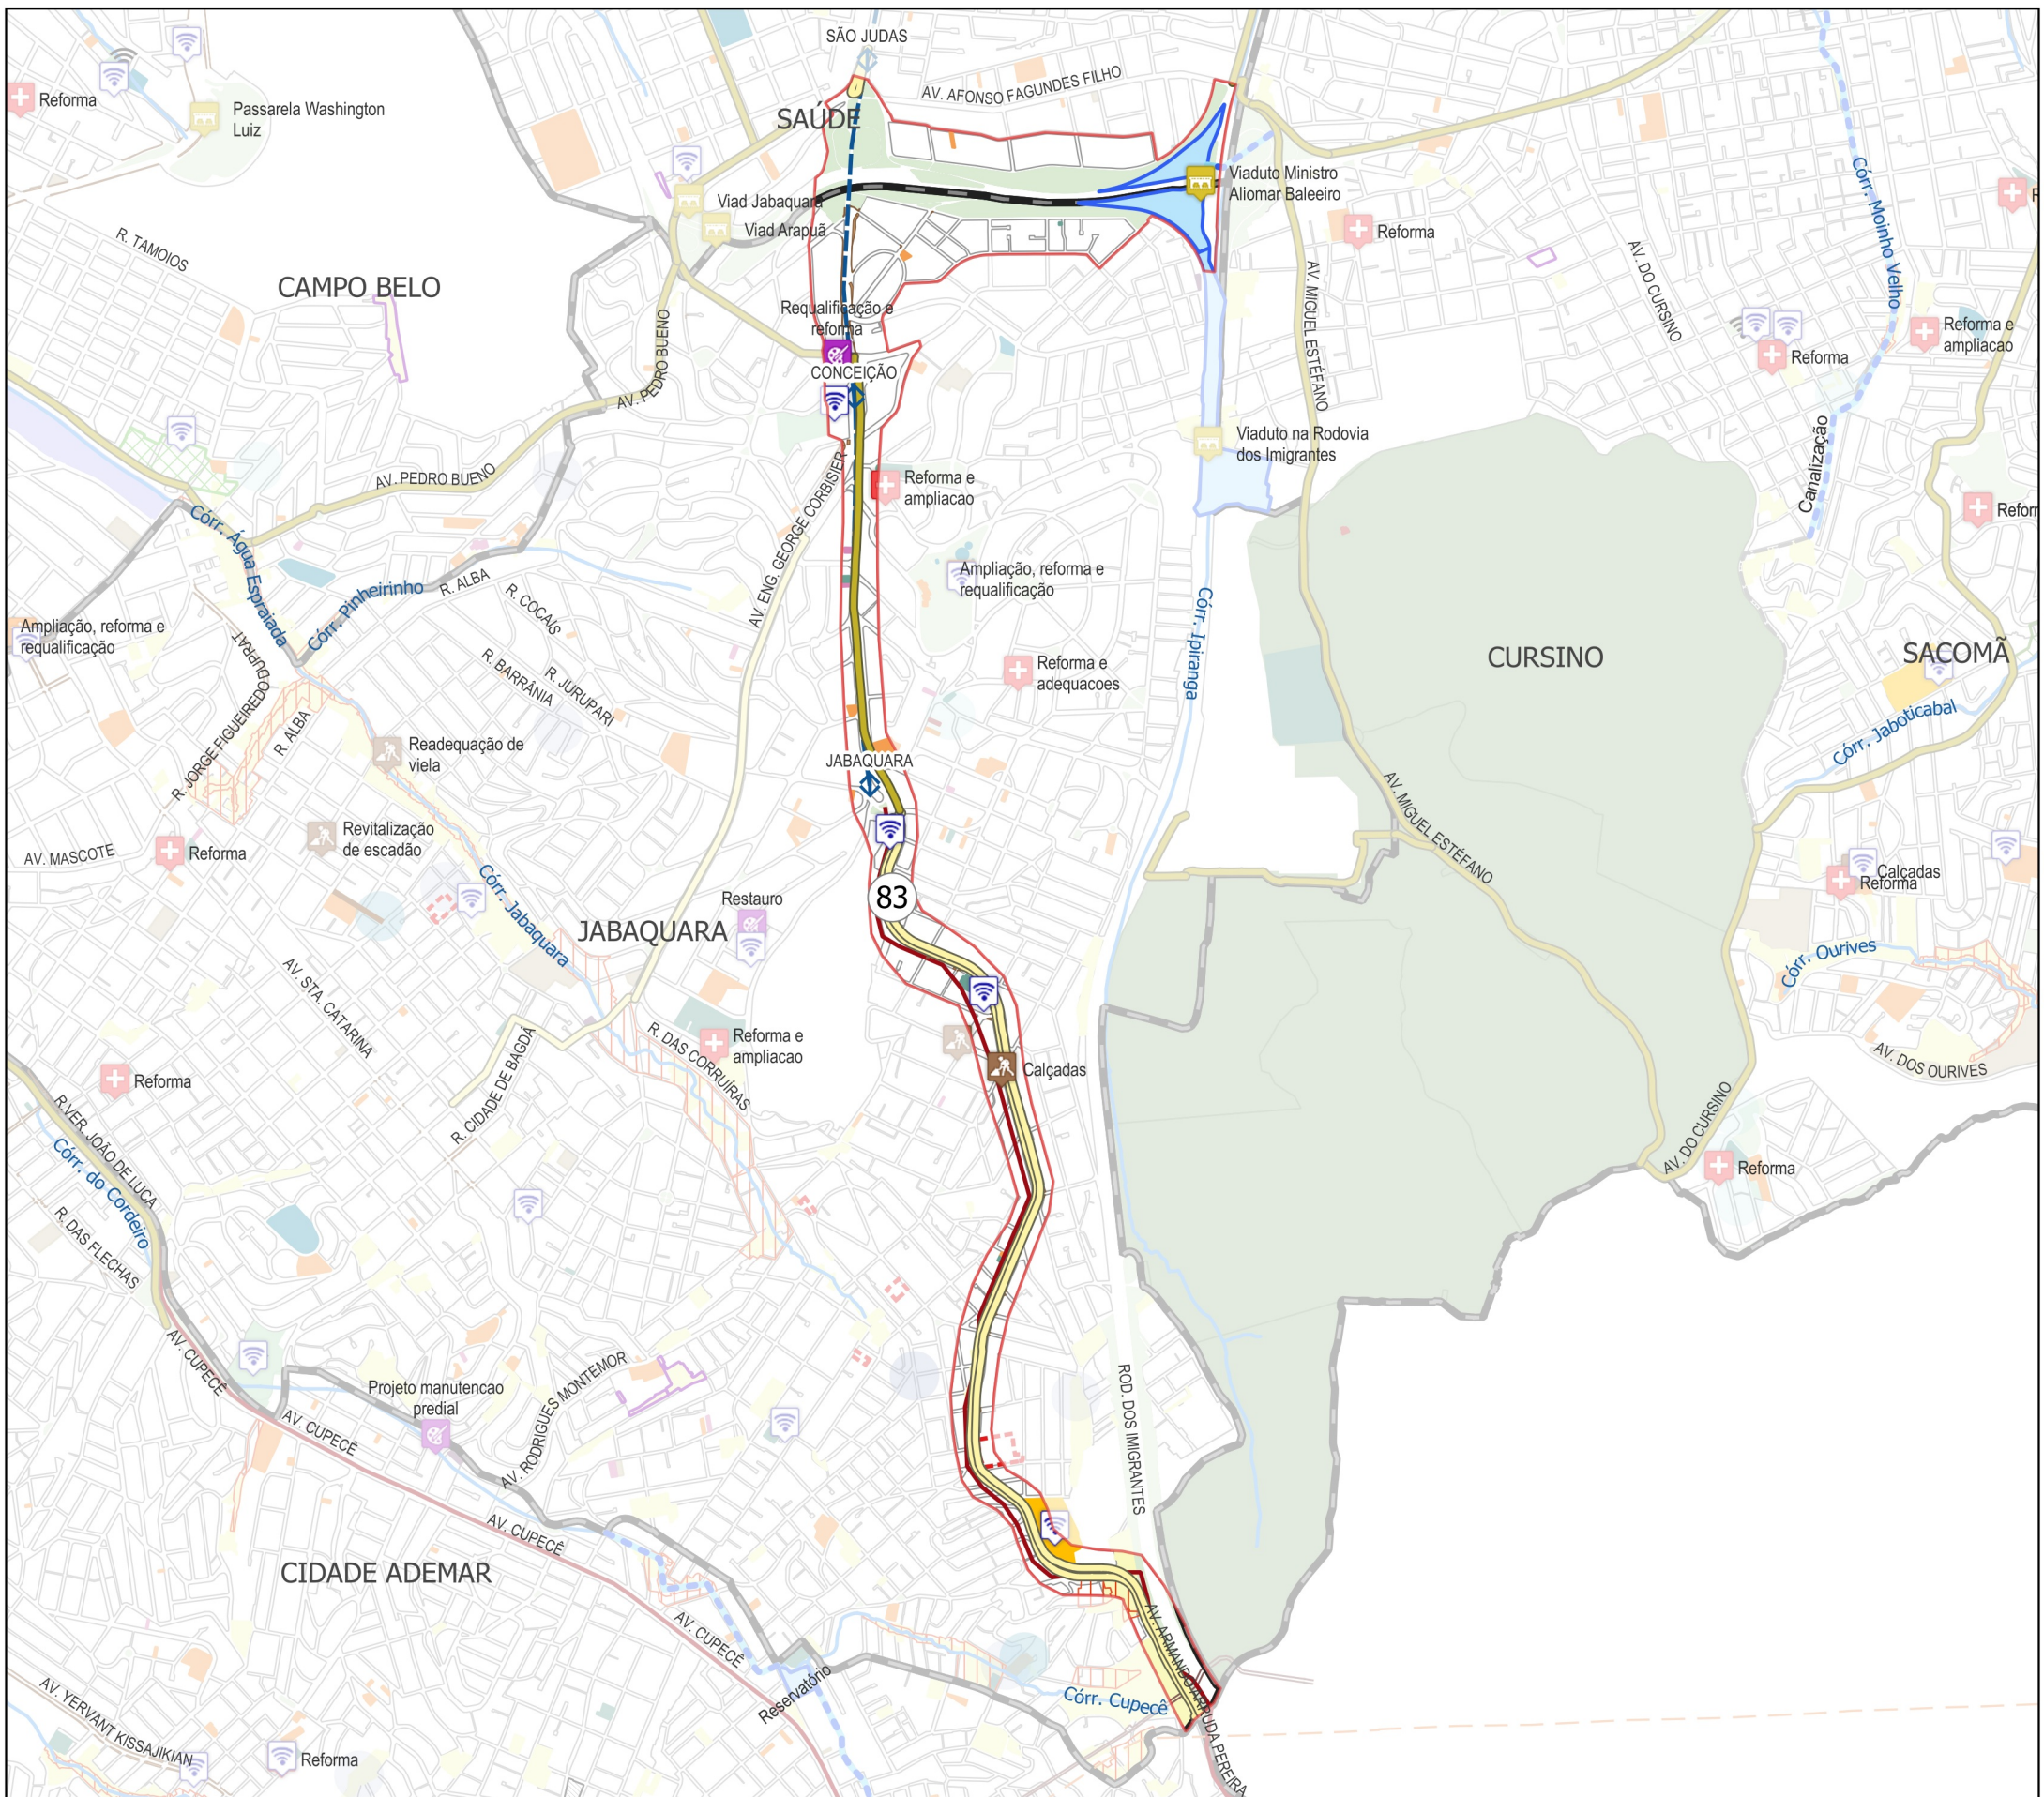 SÃO JUDAS
AV. AFONSO FAGUNDES FILHO
Reforma
Passarela Washington
Luiz
SAÚDE
Viaduto Ministro
Aliomar Baleeiro
Viad Jabaquara
Viad Arapuã
Reforma
R. TAMOIOS
CAMPO BELO
Córr. Moinho Velho
AV. DO CURSINO
AV. MIGUEL ESTÉFANO
Requalificação e
reforma
CONCEIÇÃO
AV. PEDRO BUENO
Reforma e
ampliacao
Reforma
Viaduto na Rodovia
dos Imigrantes
Canalização
AV. PEDRO BUENO
AV. ENG. GEORGE CORBISIER
Reforma e
ampliacao
Refor
Córr. Água Espraiada
Córr. Pinheirinho
R. ALBA
R. COCAIS
Ampliação, reforma e
requalificação
Ampliação, reforma e
requalificação
R. JORGE FIGUEIREDO DUPRAT
R. BARRÂNIA
R. JURUPARI
Córr. Ipiranga
CURSINO
SACOMÃ
Reforma e
adequacoes
R. ALBA
Readequação de
viela
JABAQUARA
Córr. Jaboticabal
AV. MIGUEL ESTÉFANO
Revitalização
de escadão
AV. MASCOTE
Reforma
Córr. Jabaquara
Calçadas
Reforma
Restauro
83
JABAQUARA
Córr. Ourives
AV. STA. CATARINA
R. CIDADE DE BAGDÁ
R. DAS CORRUÍRAS
Reforma e
ampliacao
Calçadas
AV. DOS OURIVES
Reforma
R.VER. JOÃO DE LUCA
Córr. do Cordeiro
R. DAS FLECHAS
AV. DO CURSINO
Reforma
AV. CUPECÊ
Projeto manutencao
predial
AV. RODRIGUES MONTEMOR
ROD. DOS IMIGRANTES
AV. CUPECÊ
AV. CUPECÊ
CIDADE ADEMAR
AV. CUPECÊ
AV. ARMANDO ARRUDA PEREIRA
Reservatório
Córr. Cupecê
AV. YERVANT KISSAJIKIAN
Reforma